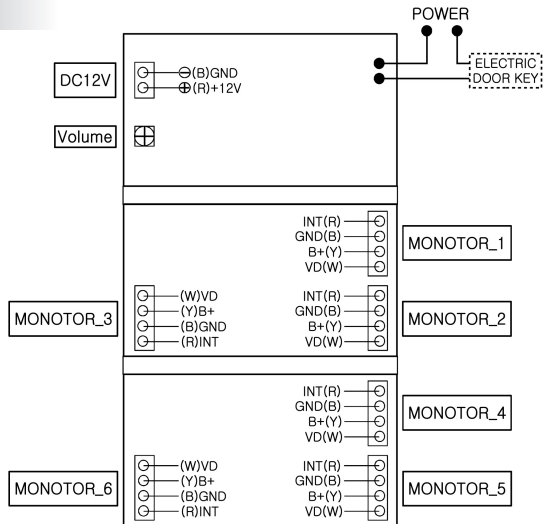 POWER
ELECTRIC
DOOR KEY
DC12V
⊖(B)GND
⊕(R)+12V
Volume
INT(R)
GND(B)
B+(Y)
VD(W)
MONOTOR_1
MONOTOR_3
(W)VD
(Y)B+
(B)GND
(R)INT
INT(R)
GND(B)
B+(Y)
VD(W)
MONOTOR_2
INT(R)
GND(B)
B+(Y)
VD(W)
MONOTOR_4
MONOTOR_6
(W)VD
(Y)B+
(B)GND
(R)INT
INT(R)
GND(B)
B+(Y)
VD(W)
MONOTOR_5